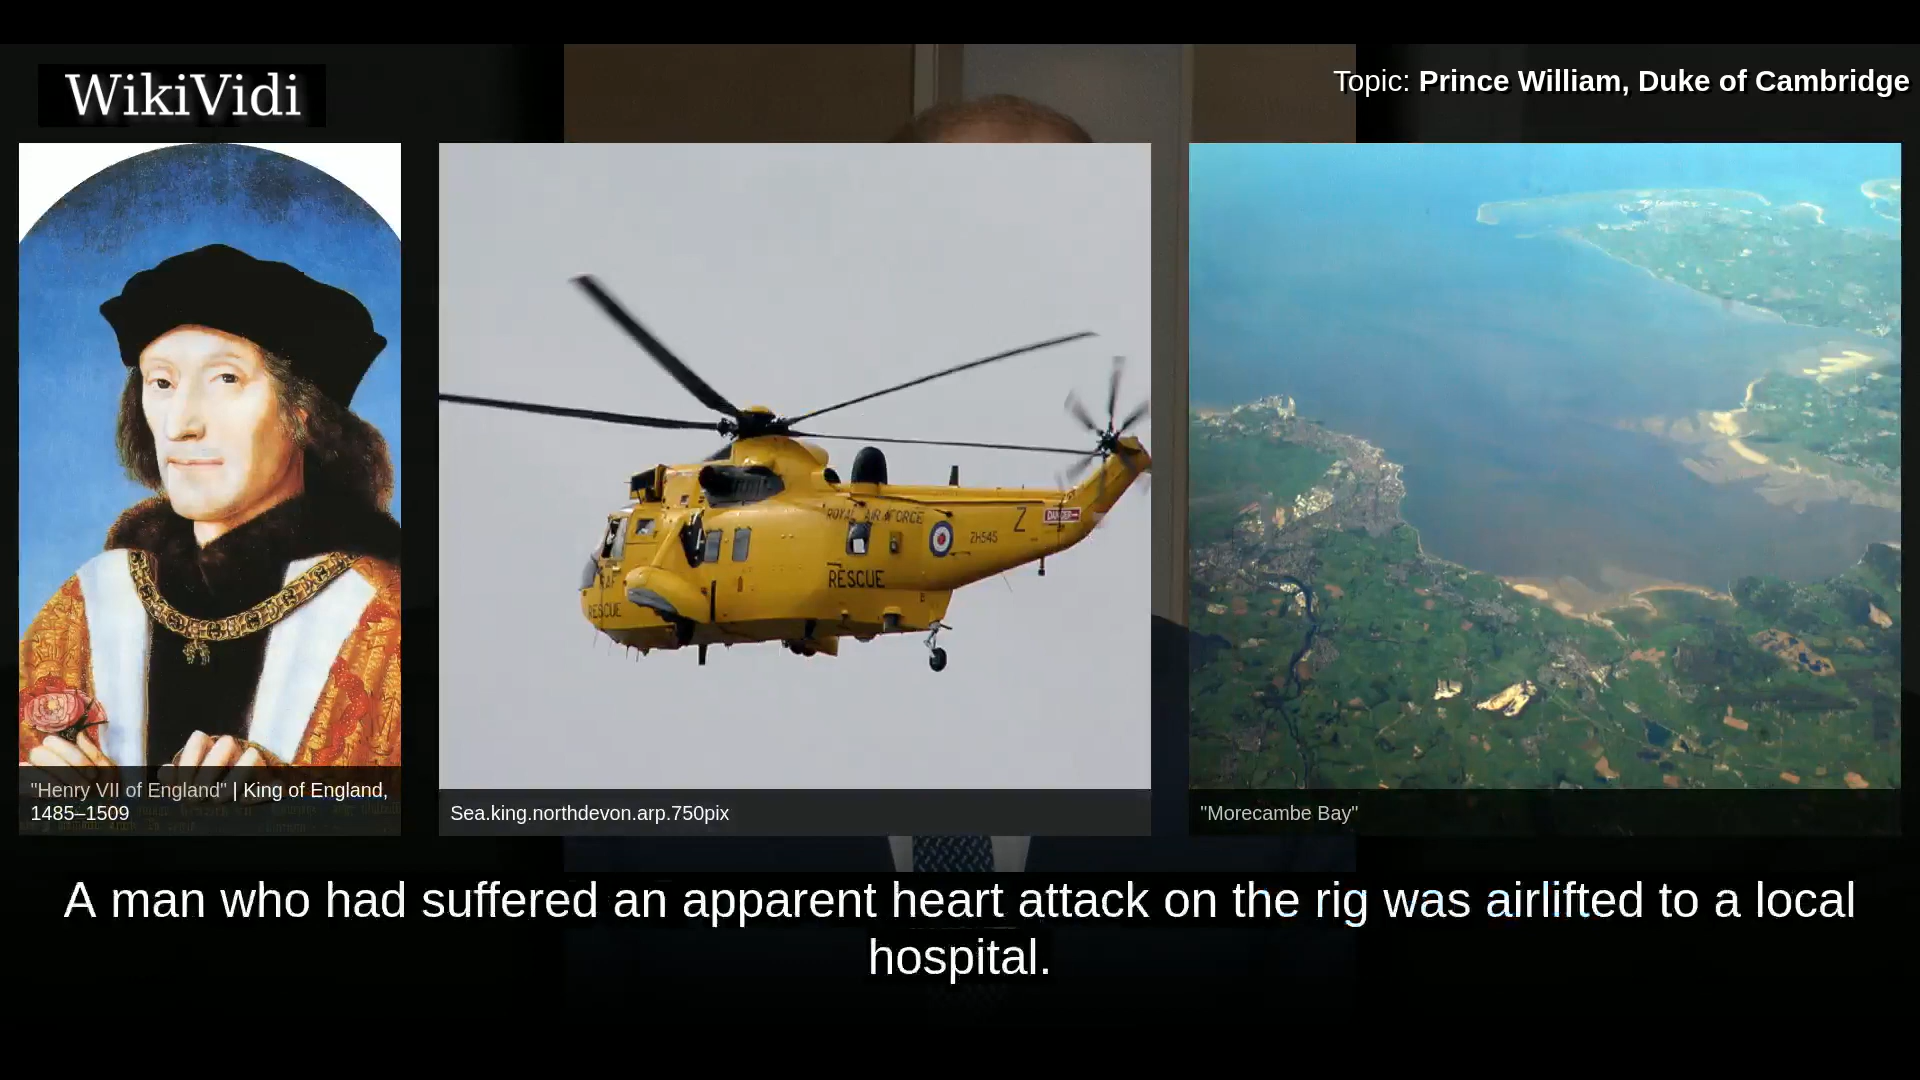 WikiVidi
Topic: Prince William, Duke of Cambridge
"Henry VII of England" | King of England,
1485–1509
ROYAL AIR FORCE
ZH545
Z
DANGER
RESCUE
RAF
RESCUE
Sea.king.northdevon.arp.750pix
"Morecambe Bay"
A man who had suffered an apparent heart attack on the rig was airlifted to a local
hospital.